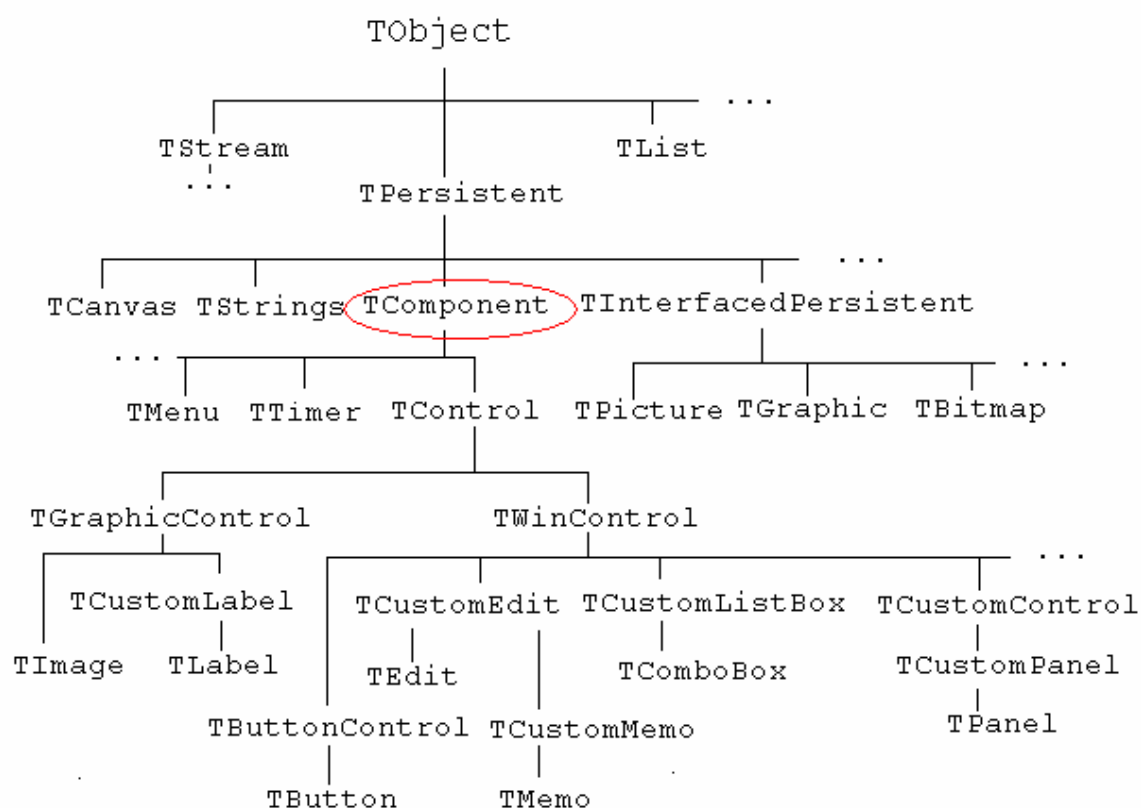 TObject
...
TStream TList
...
TPersistent
...
TCanvas TStrings TComponent TInterfacedPersistent
... ...
TMenu TTimer TControl TPicture TGraphic TBitmap
TGraphicControl TWinControl
...
TCustomLabel TCustomEdit TCustomListBox TCustomControl
TImage TLabel TEdit TComboBox TCustomPanel
TButtonControl TCustomMemo TPanel
TButton TMemo